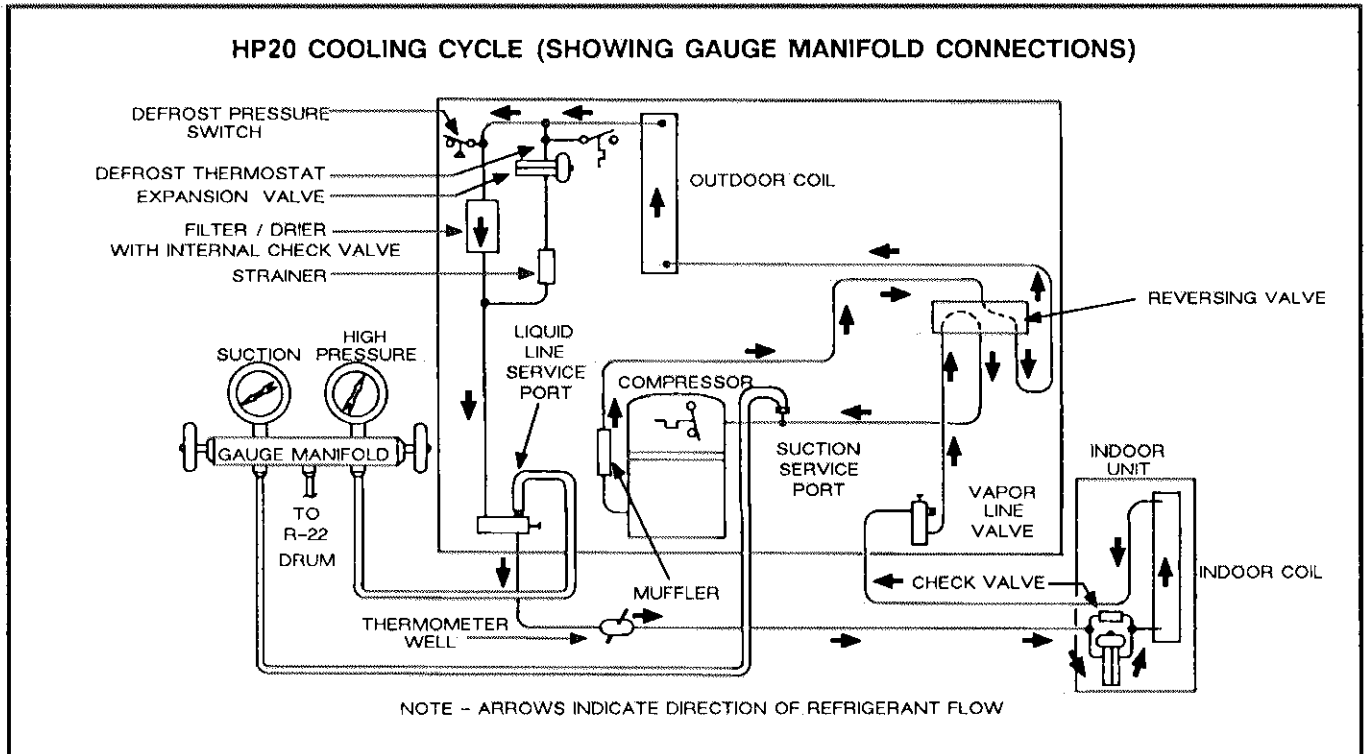 HP20 COOLING CYCLE (SHOWING GAUGE MANIFOLD CONNECTIONS)
DEFROST PRESSURE
SWITCH
DEFROST THERMOSTAT
EXPANSION VALVE
OUTDOOR COIL
FILTER / DRIER
WITH INTERNAL CHECK VALVE
STRAINER
REVERSING VALVE
SUCTION
HIGH
PRESSURE
LIQUID
LINE
SERVICE
PORT
COMPRESSOR
GAUGE MANIFOLD
TO
R-22
DRUM
SUCTION
SERVICE
PORT
VAPOR
LINE
VALVE
INDOOR
UNIT
MUFFLER
CHECK VALVE
INDOOR COIL
THERMOMETER
WELL
NOTE - ARROWS INDICATE DIRECTION OF REFRIGERANT FLOW